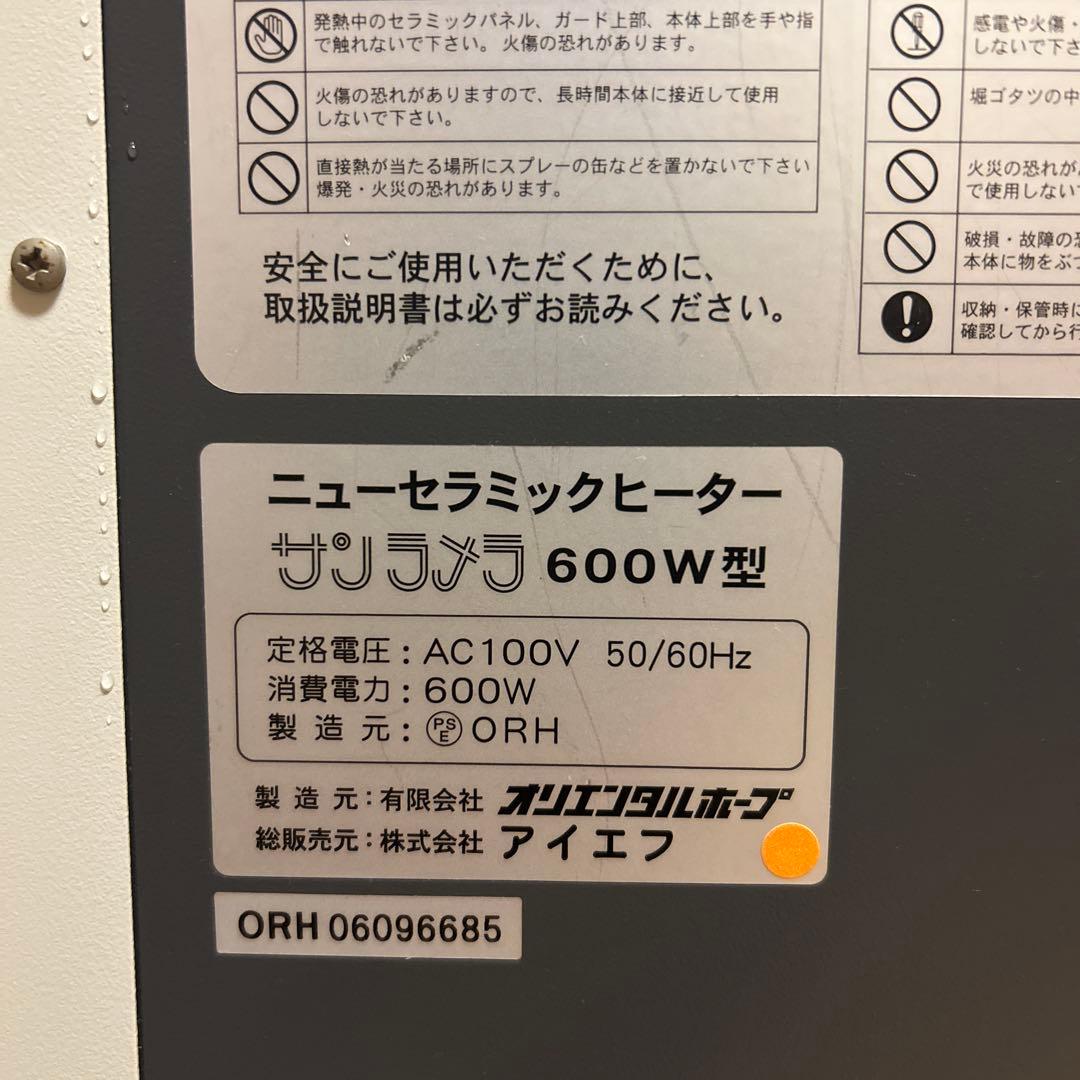 発熱中のセラミックパネル、ガード上部、本体上部を手や指
で触れないで下さい。火傷の恐れがあります。
火傷の恐れがありますので、長時間本体に接近して使用
しないで下さい。
直接熱が当たる場所にスプレーの缶などを置かないで下さい
爆発・火災の恐れがあります。
感電や火傷・
しないで下さ
堀ゴタツの中
火災の恐れが
で使用しない
破損・故障の恐
本体に物をぶつ
収納・保管時に
確認してから行
安全にご使用いただくために、
取扱説明書は必ずお読みください。
ニューセラミックヒーター
サンラメラ 600W型
定格電圧：AC100V 50/60Hz
消費電力：600W
製造元：PSE ORH
製造元：有限会社 オリエンタルホープ
総販売元：株式会社 アイエフ
ORH 06096685